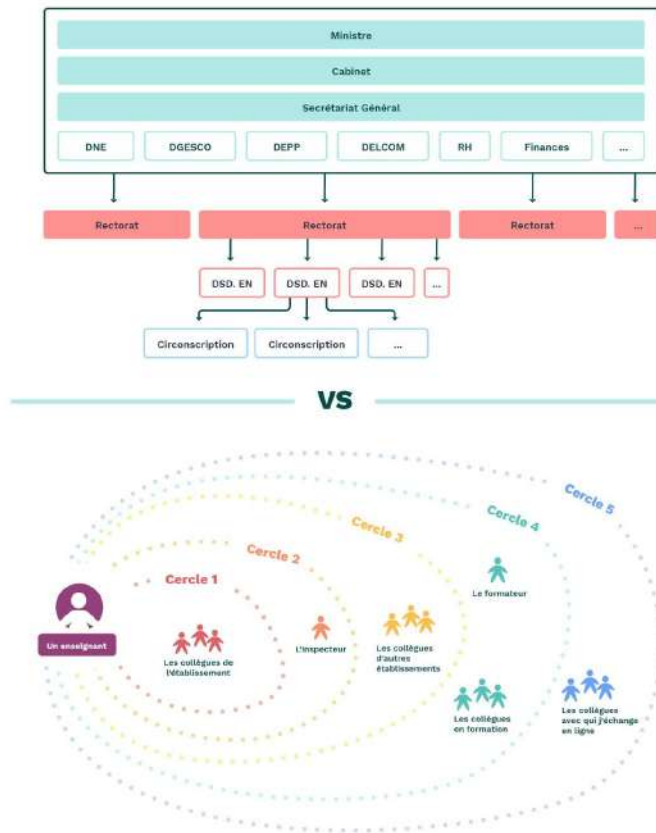 Ministre
Cabinet
Secrétariat Général
DNE DGESCO DEPP DELCOM RH Finances ...
Rectorat Rectorat Rectorat ...
DSD. EN DSD. EN DSD. EN ...
Circonscription Circonscription ...
VS
Cercle 5
Cercle 4
Cercle 3
Cercle 2
Cercle 1
Le formateur
Un enseignant
Les collègues de
l'établissement
L'inspecteur
Les collègues
d'autres
établissements
Les collègues
en formation
Les collègues
avec qui j'échange
en ligne